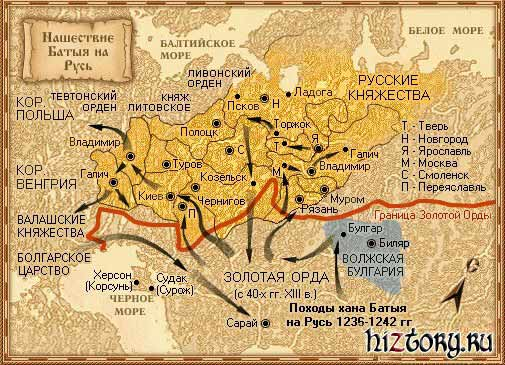 Нашествие
Батыя на
Русь
БАЛТИЙСКОЕ
МОРЕ
БЕЛОЕ МОРЕ
ЛИВОНСКИЙ
ОРДЕН
ТЕВТОНСКИЙ
ОРДЕН
КНЯЖ.
ЛИТОВСКОЕ
КОР.
ПОЛЬША
РУССКИЕ
КНЯЖЕСТВА
Ладога
Псков
Н
Торжок
Полоцк
Т
Я
Галич
Владимир
С
М
Владимир
Туров
Козельск
Муром
Рязань
КОР.
ВЕНГРИЯ
Галич
Киев
П
Чернигов
Т - Тверь
Н - Новгород
Я - Ярославль
М - Москва
С - Смоленск
П - Переяславль
Граница Золотой Орды
ВАЛАШСКИЕ
КНЯЖЕСТВА
БОЛГАРСКОЕ
ЦАРСТВО
Булгар
Биляр
ВОЛЖСКАЯ
БУЛГАРИЯ
Херсон
(Корсунь)
Судак
(Сурож)
ЧЕРНОЕ
МОРЕ
ЗОЛОТАЯ ОРДА
(с 40-х гг. XIII в.)
Сарай
Походы хана Батыя
на Русь 1236-1242 гг
hiztory.ru